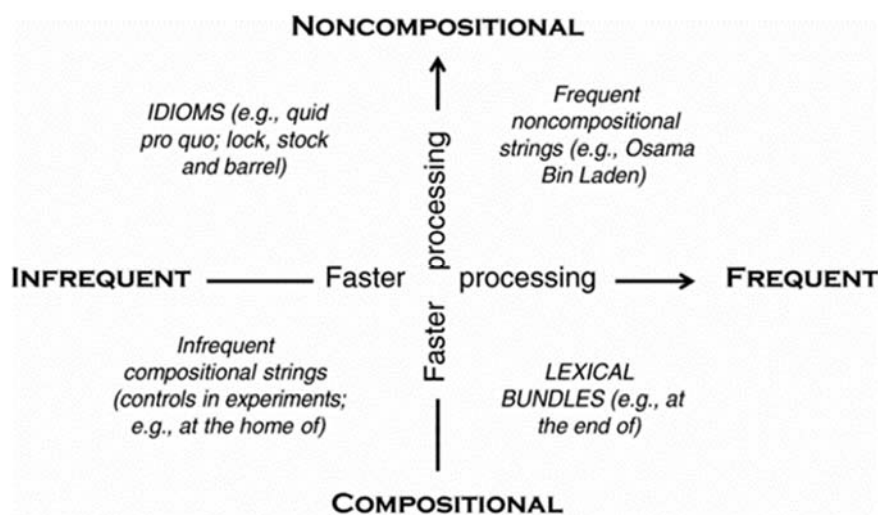 NONCOMPOSITIONAL
IDIOMS (e.g., quid
pro quo; lock, stock
and barrel)
Frequent
noncompositional
strings (e.g., Osama
Bin Laden)
Faster processing
INFREQUENT
Faster processing
FREQUENT
Infrequent
compositional strings
(controls in experiments;
e.g., at the home of)
LEXICAL
BUNDLES (e.g., at
the end of)
COMPOSITIONAL